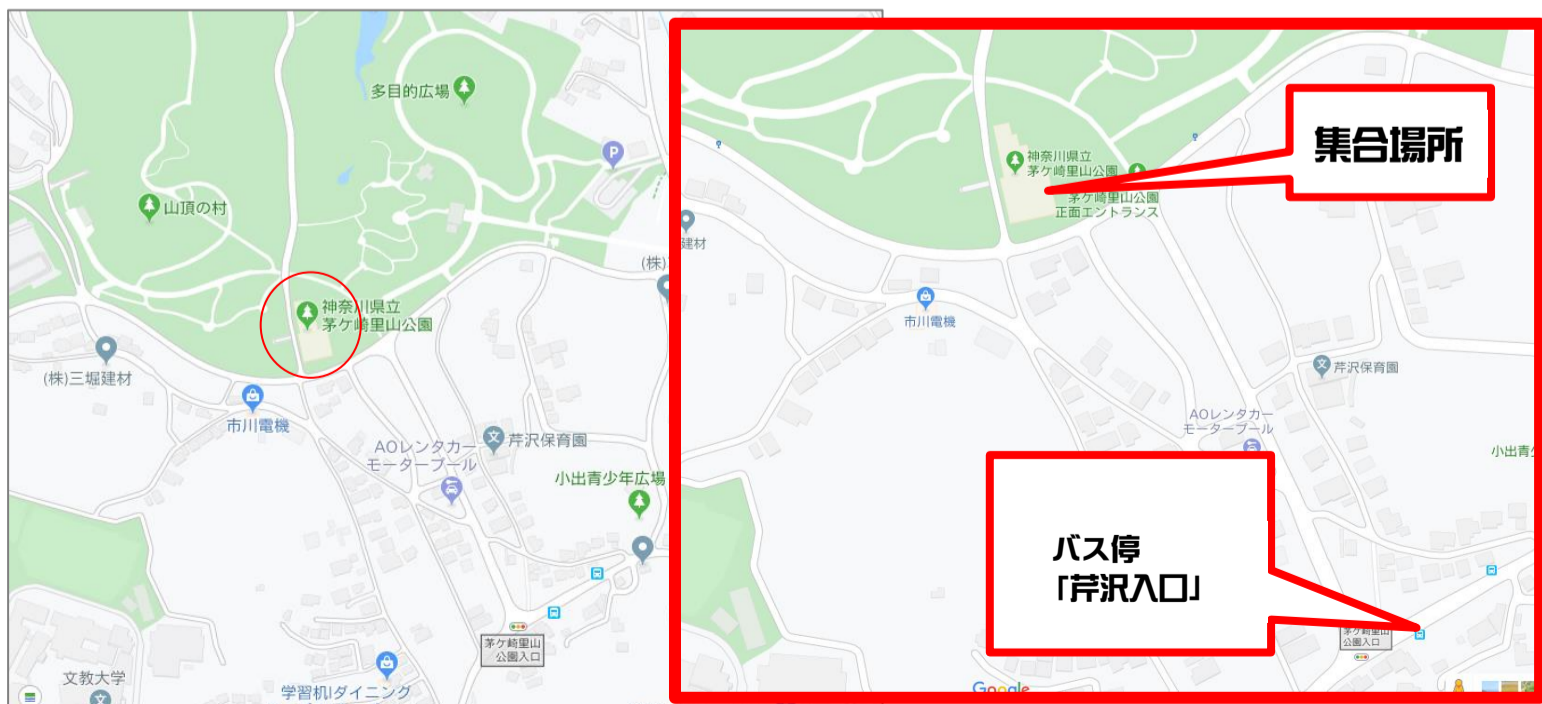 多目的広場
P
山頂の村
(株)
神奈川県立
茅ケ崎里山公園
(株)三堀建材
市川電機
AOレンタカー
モータープール
芹沢保育園
小出青少年広場
茅ケ崎里山
公園入口
文教大学
学習机|ダイニング
集合場所
神奈川県立
茅ケ崎里山公園
茅ケ崎里山公園
正面エントランス
建材
市川電機
芹沢保育園
AOレンタカー
モータープール
小出青
バス停
「芹沢入口」
茅ケ崎里山
公園入口
Google